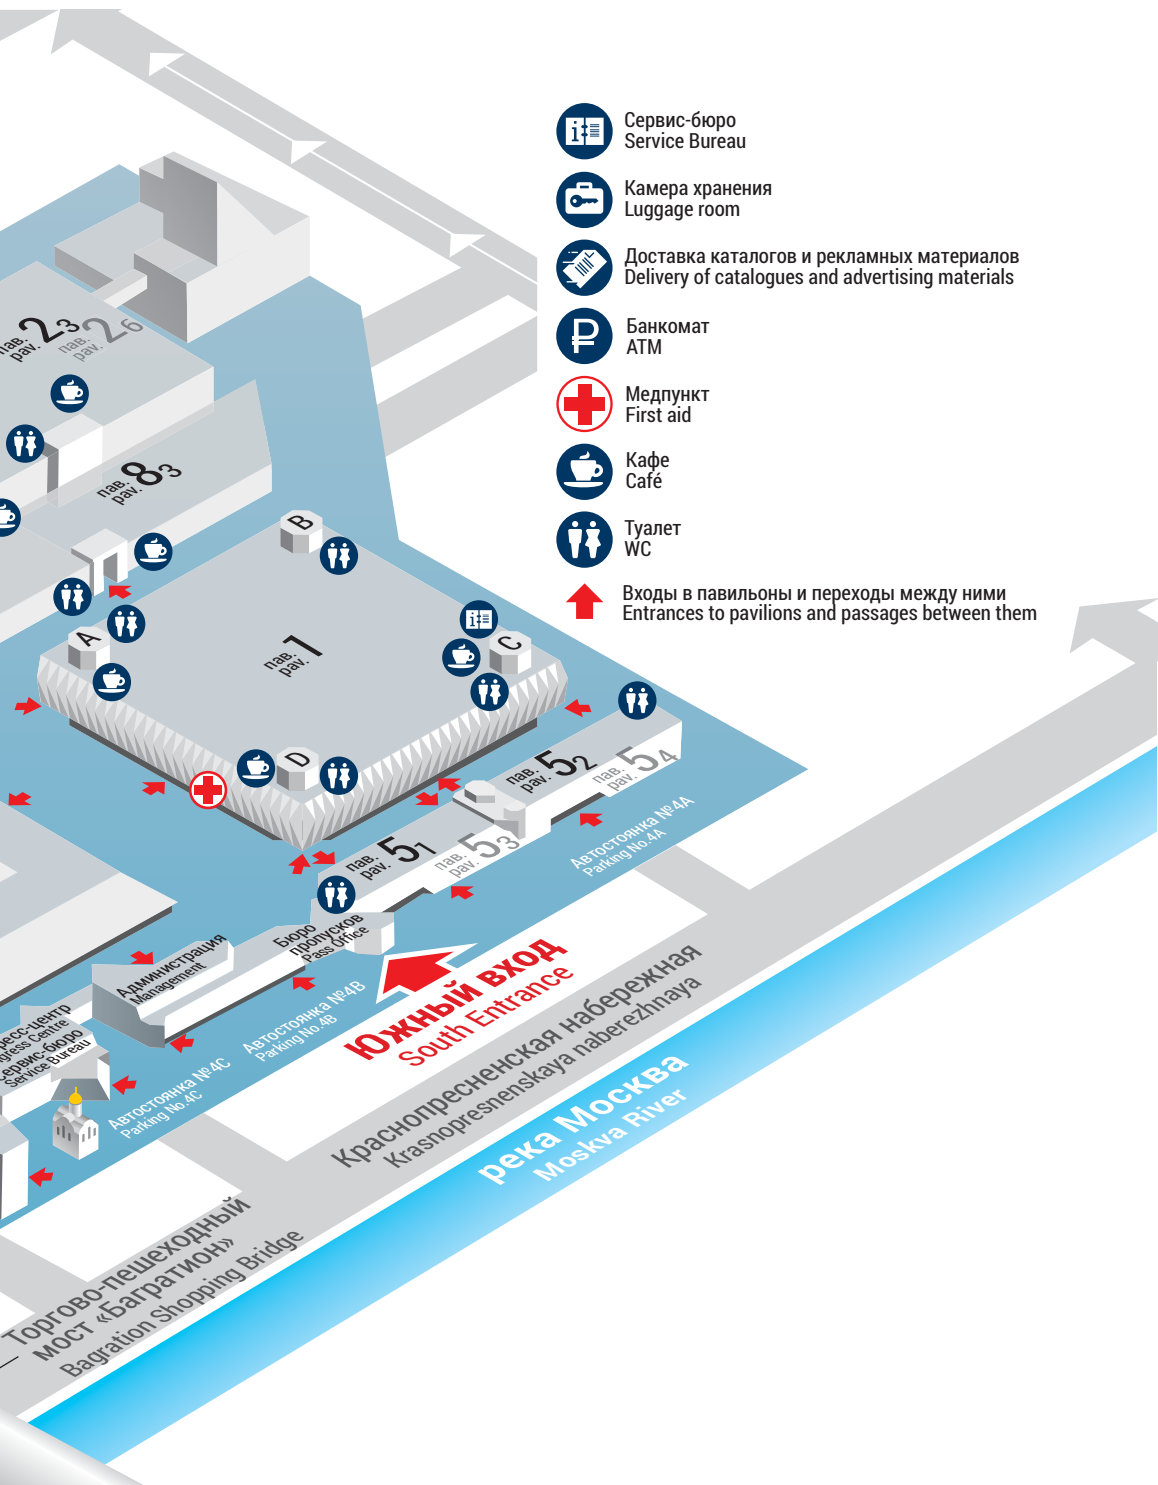 Сервис-бюро
Service Bureau
Камера хранения
Luggage room
Доставка каталогов и рекламных материалов
Delivery of catalogues and advertising materials
Банкомат
ATM
Медпункт
First aid
Кафе
Café
Туалет
WC
Входы в павильоны и переходы между ними
Entrances to pavilions and passages between them
пав.
pav. 2 3
пав.
pav. 2 6
пав.
pav. 8 3
B
A
C
D
пав.
pav. 1
пав.
pav. 5 2
пав.
pav. 5 4
пав.
pav. 5 1
пав.
pav. 5 3
Автостоянка №4А
Parking No.4A
Бюро
пропусков
Pass Office
Администрация
Management
Автостоянка №4В
Parking No.4B
Южный вход
South Entrance
Автостоянка №4С
Parking No.4C
есс-центр
gress Centre
ервис-бюро
Service Bureau
Краснопресненская набережная
Krasnopresnenskaya naberezhnaya
река Москва
Moskva River
Торгово-пешеходный
мост «Багратион»
Bagration Shopping Bridge